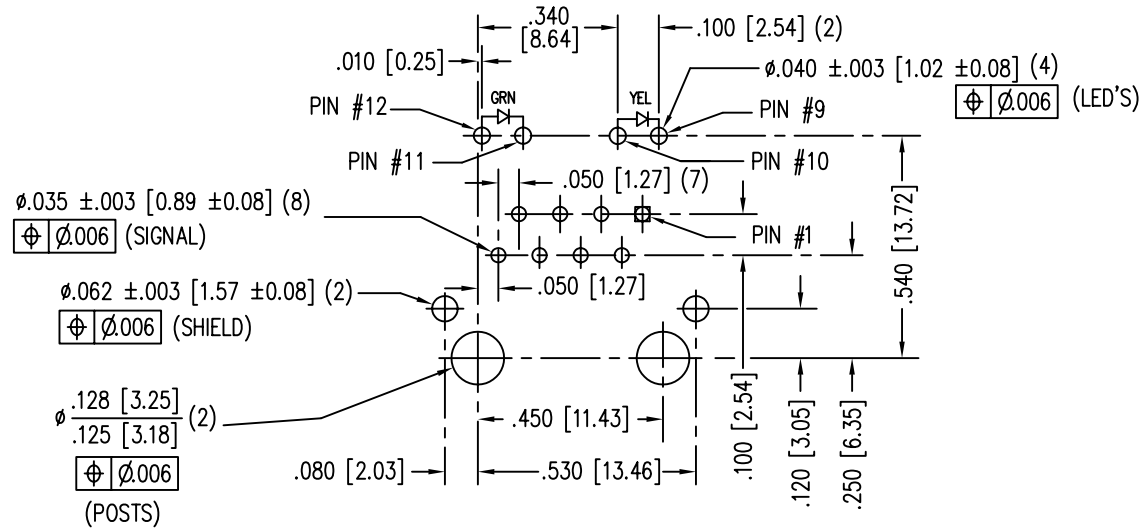 .340
[8.64]
.100 [2.54] (2)
.010 [0.25]
ø.040 ±.003 [1.02 ±0.08] (4)
⌖ Ø.006 (LED'S)
PIN #12
GRN
YEL
PIN #9
PIN #11
PIN #10
.050 [1.27] (7)
ø.035 ±.003 [0.89 ±0.08] (8)
⌖ Ø.006 (SIGNAL)
PIN #1
.540 [13.72]
.050 [1.27]
ø.062 ±.003 [1.57 ±0.08] (2)
⌖ Ø.006 (SHIELD)
ø .128 [3.25]
.125 [3.18] (2)
⌖ Ø.006
(POSTS)
.450 [11.43]
.080 [2.03]
.530 [13.46]
.100 [2.54]
.120 [3.05]
.250 [6.35]